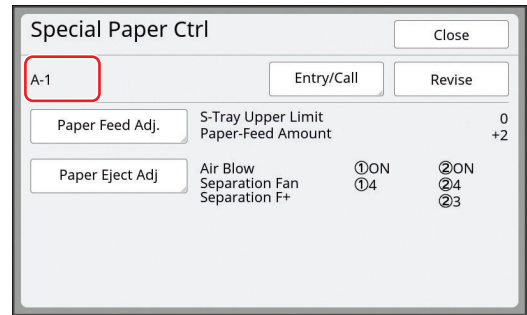 Special Paper Ctrl Close
A-1 Entry/Call Revise
Paper Feed Adj. S-Tray Upper Limit 0
Paper-Feed Amount +2
Paper Eject Adj Air Blow ①ON ②ON
Separation Fan ①4 ②4
Separation F+ ②3